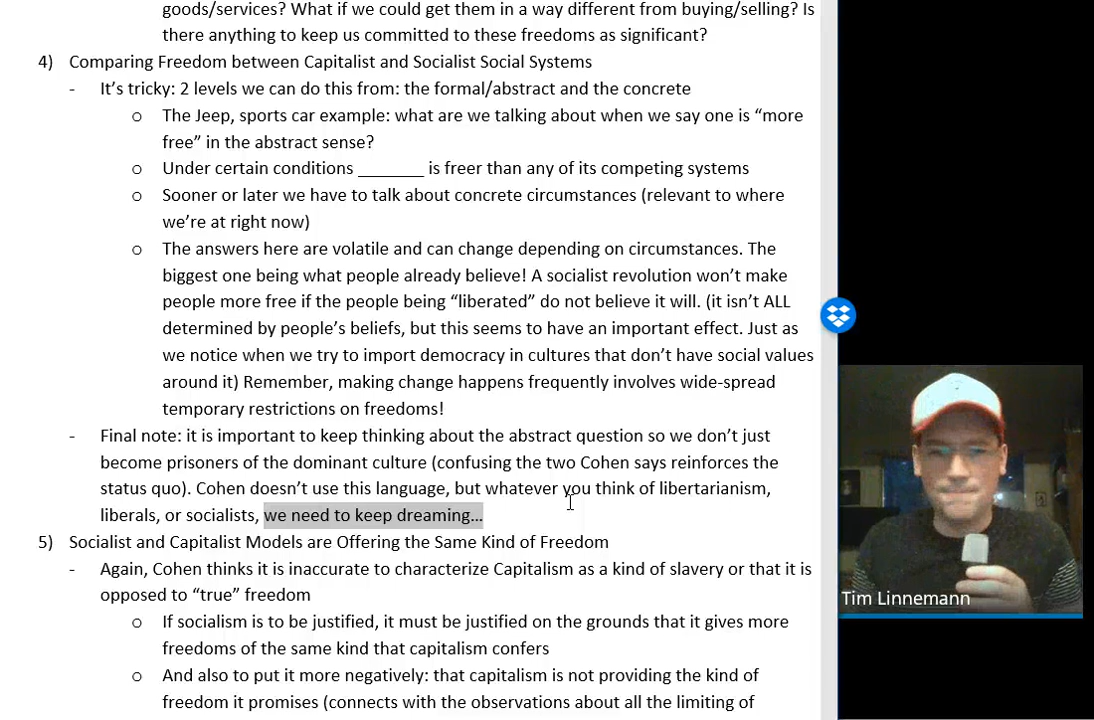 goods/services? What if we could get them in a way different from buying/selling? Is
there anything to keep us committed to these freedoms as significant?
4) Comparing Freedom between Capitalist and Socialist Social Systems
- It's tricky: 2 levels we can do this from: the formal/abstract and the concrete
o The Jeep, sports car example: what are we talking about when we say one is “more
free” in the abstract sense?
o Under certain conditions _______ is freer than any of its competing systems
o Sooner or later we have to talk about concrete circumstances (relevant to where
we're at right now)
o The answers here are volatile and can change depending on circumstances. The
biggest one being what people already believe! A socialist revolution won't make
people more free if the people being “liberated” do not believe it will. (it isn't ALL
determined by people's beliefs, but this seems to have an important effect. Just as
we notice when we try to import democracy in cultures that don't have social values
around it) Remember, making change happens frequently involves wide-spread
temporary restrictions on freedoms!
- Final note: it is important to keep thinking about the abstract question so we don't just
become prisoners of the dominant culture (confusing the two Cohen says reinforces the
status quo). Cohen doesn't use this language, but whatever you think of libertarianism,
liberals, or socialists, we need to keep dreaming...
5) Socialist and Capitalist Models are Offering the Same Kind of Freedom
- Again, Cohen thinks it is inaccurate to characterize Capitalism as a kind of slavery or that it is
opposed to “true” freedom
o If socialism is to be justified, it must be justified on the grounds that it gives more
freedoms of the same kind that capitalism confers
o And also to put it more negatively: that capitalism is not providing the kind of
freedom it promises (connects with the observations about all the limiting of
Tim Linnemann